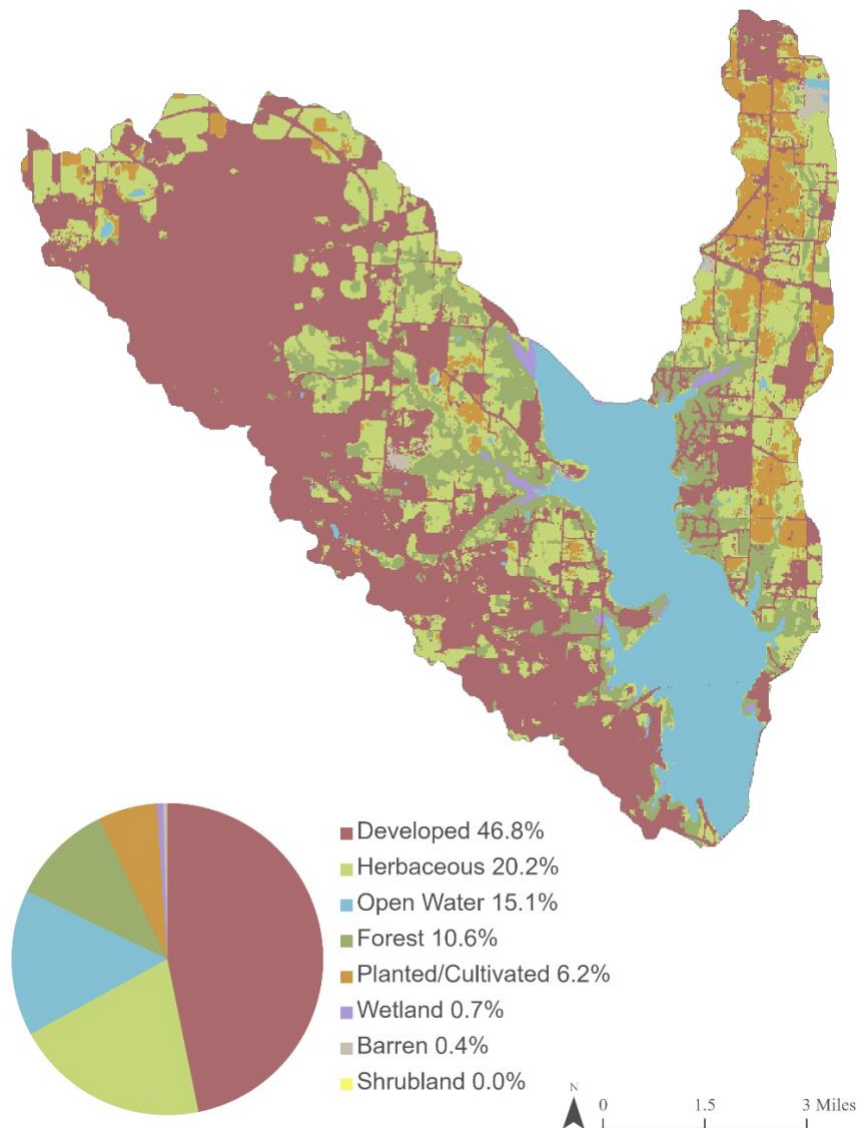 Developed 46.8%
Herbaceous 20.2%
Open Water 15.1%
Forest 10.6%
Planted/Cultivated 6.2%
Wetland 0.7%
Barren 0.4%
Shrubland 0.0%
N
0 1.5 3 Miles